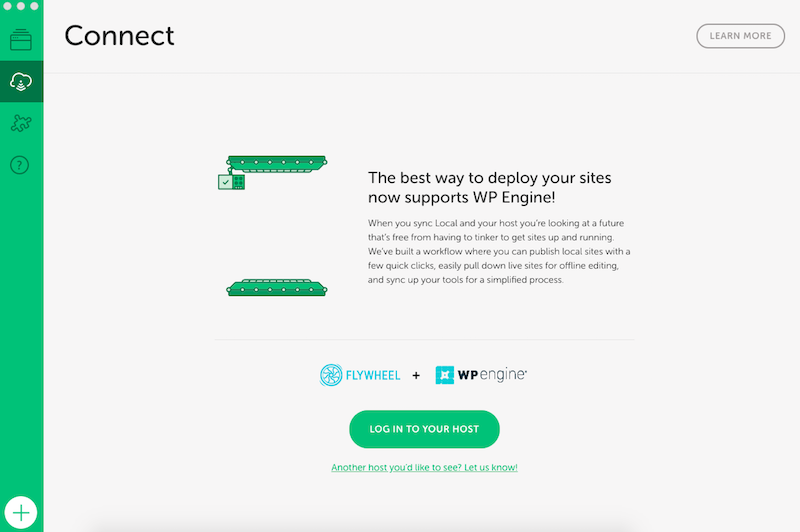 Connect
LEARN MORE
The best way to deploy your sites
now supports WP Engine!
When you sync Local and your host you're looking at a future
that's free from having to tinker to get sites up and running.
We've built a workflow where you can publish local sites with a
few quick clicks, easily pull down live sites for offline editing,
and sync up your tools for a simplified process.
FLYWHEEL + WP engine
LOG IN TO YOUR HOST
Another host you'd like to see? Let us know!